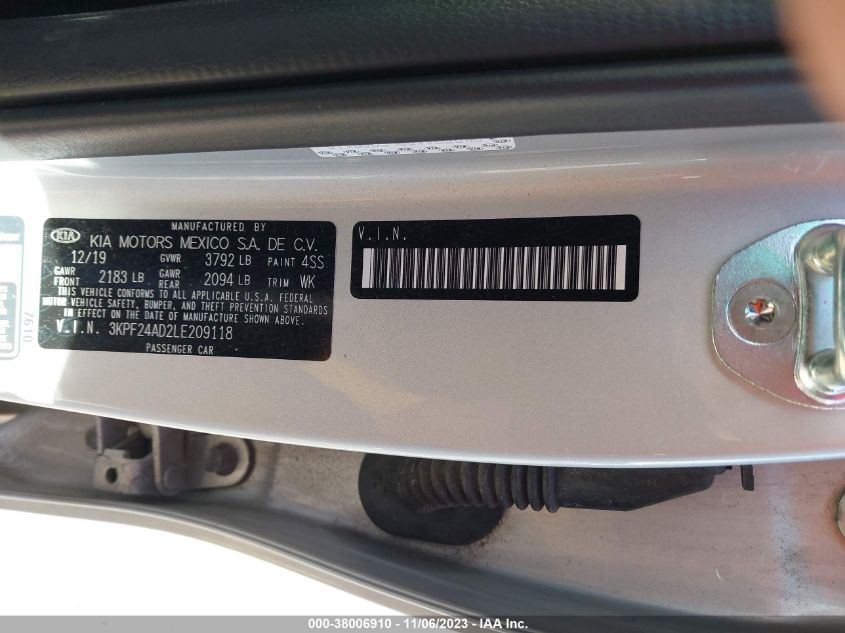 MANUFACTURED BY
KIA KIA MOTORS MEXICO S.A. DE C.V.
12/19 GVWR 3792 LB PAINT 4SS
GAWR FRONT 2183 LB GAWR REAR 2094 LB TRIM WK
THIS VEHICLE CONFORMS TO ALL APPLICABLE U.S.A. FEDERAL
MOTOR VEHICLE SAFETY, BUMPER, AND THEFT PREVENTION STANDARDS
IN EFFECT ON THE DATE OF MANUFACTURE SHOWN ABOVE.
V.I.N. 3KPF24AD2LE209118
PASSENGER CAR
V.I.N.
7610
000-38006910 - 11/06/2023 - IAA Inc.